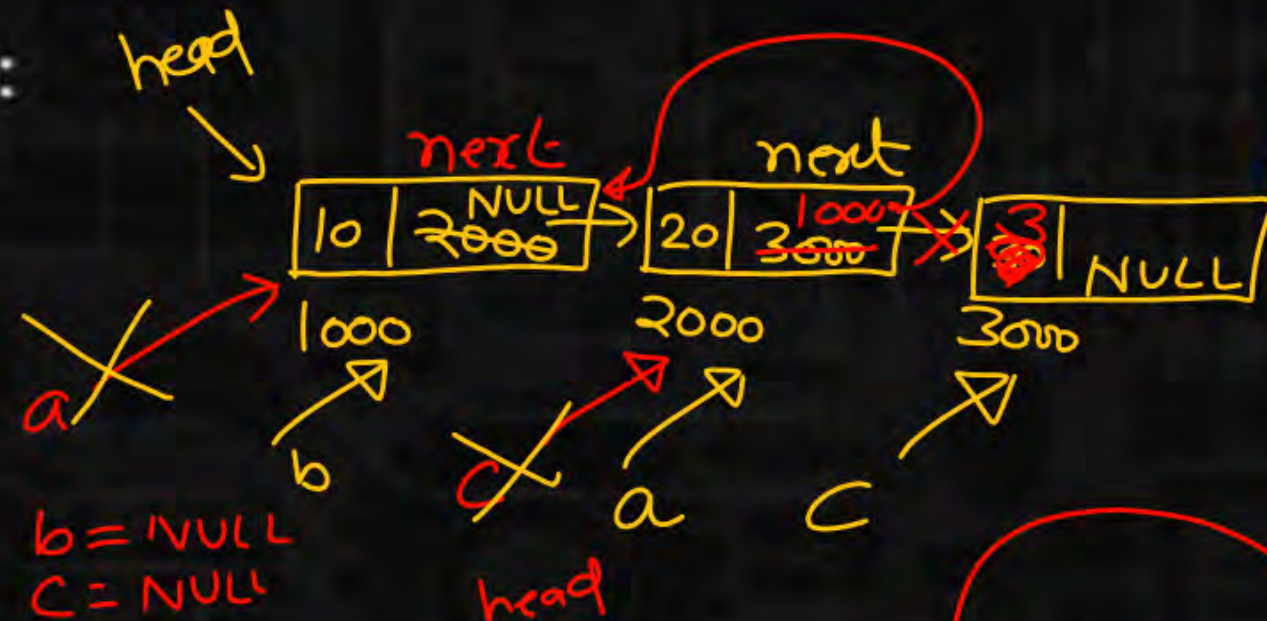 :
head
next next
10 NULL 2000 20 1000 3000 3 NULL
1000 2000 3000
a
b c a C
b = NULL
C = NULL
head